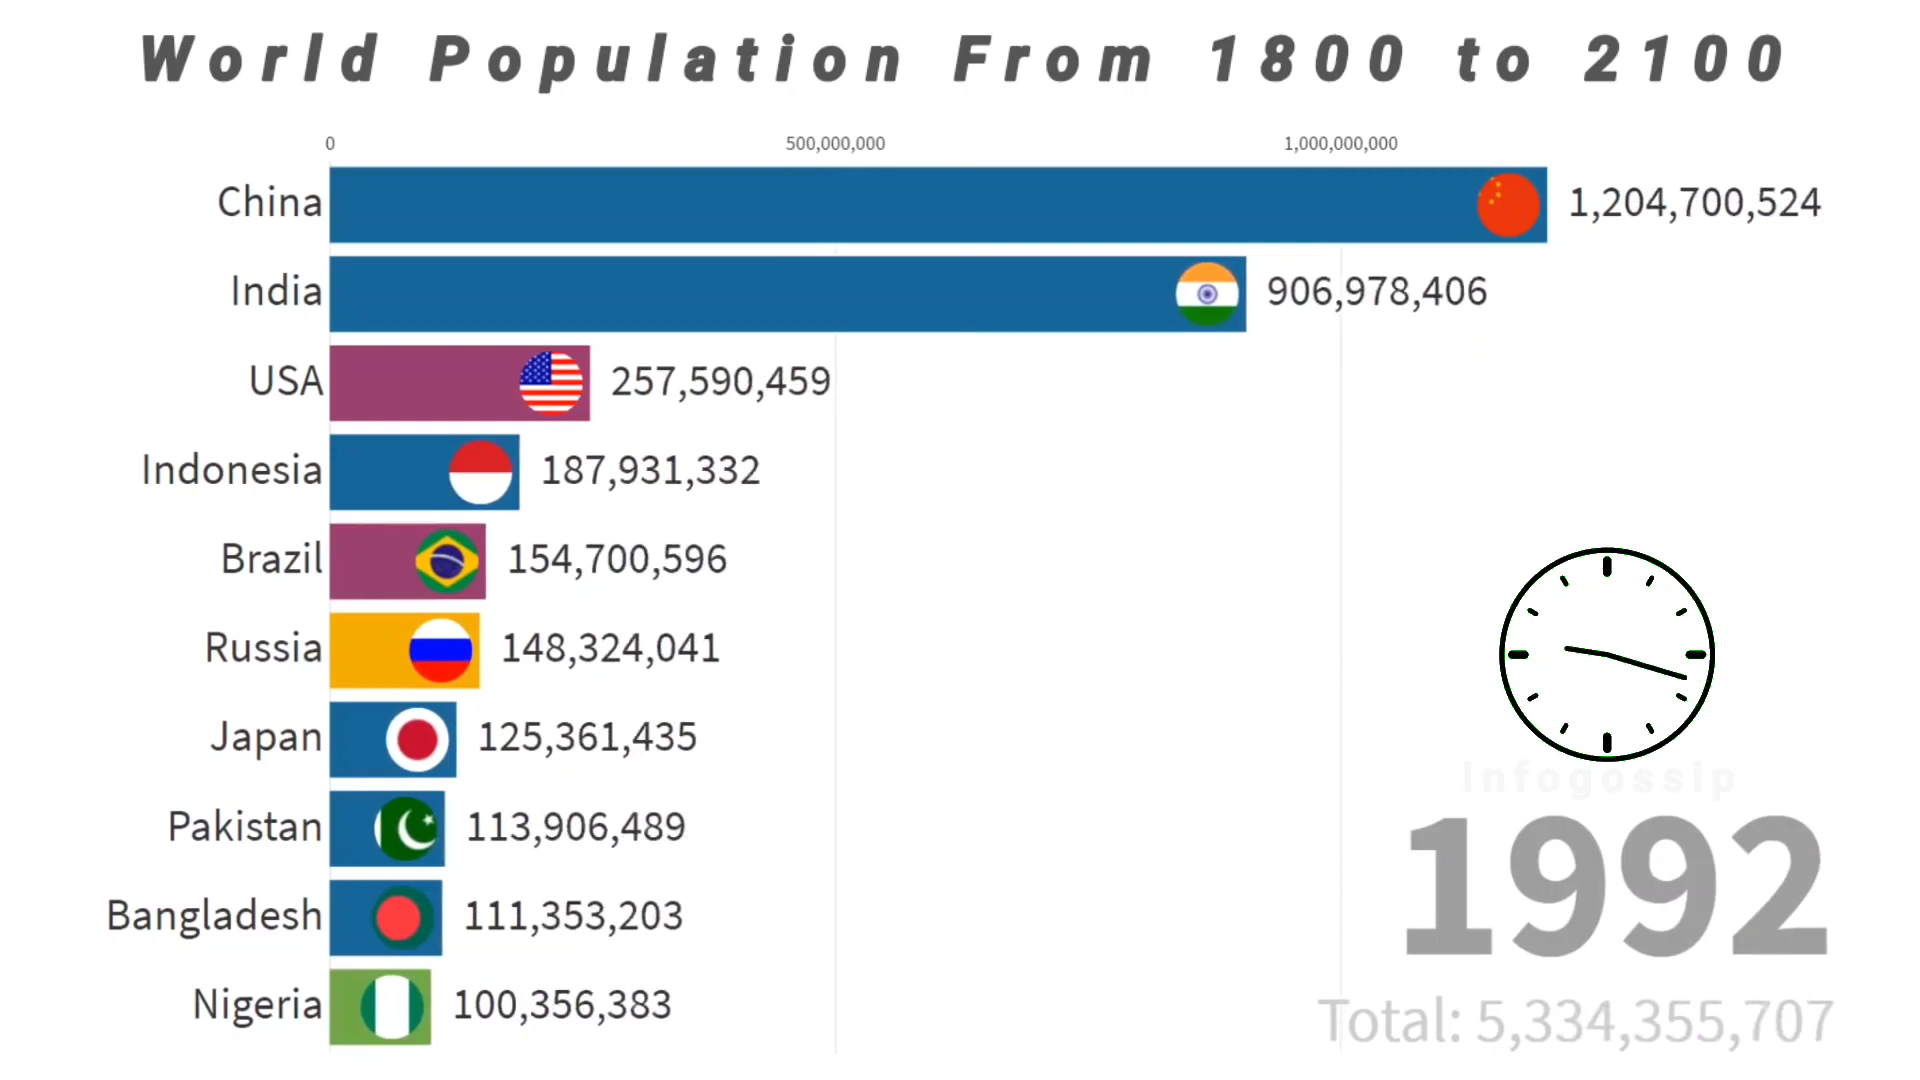 World Population From 1800 to 2100
0 500,000,000 1,000,000,000
China 1,204,700,524
India 906,978,406
USA 257,590,459
Indonesia 187,931,332
Brazil 154,700,596
Russia 148,324,041
Japan 125,361,435
Pakistan 113,906,489
Bangladesh 111,353,203
Nigeria 100,356,383
Infogossip
1992
Total: 5,334,355,707